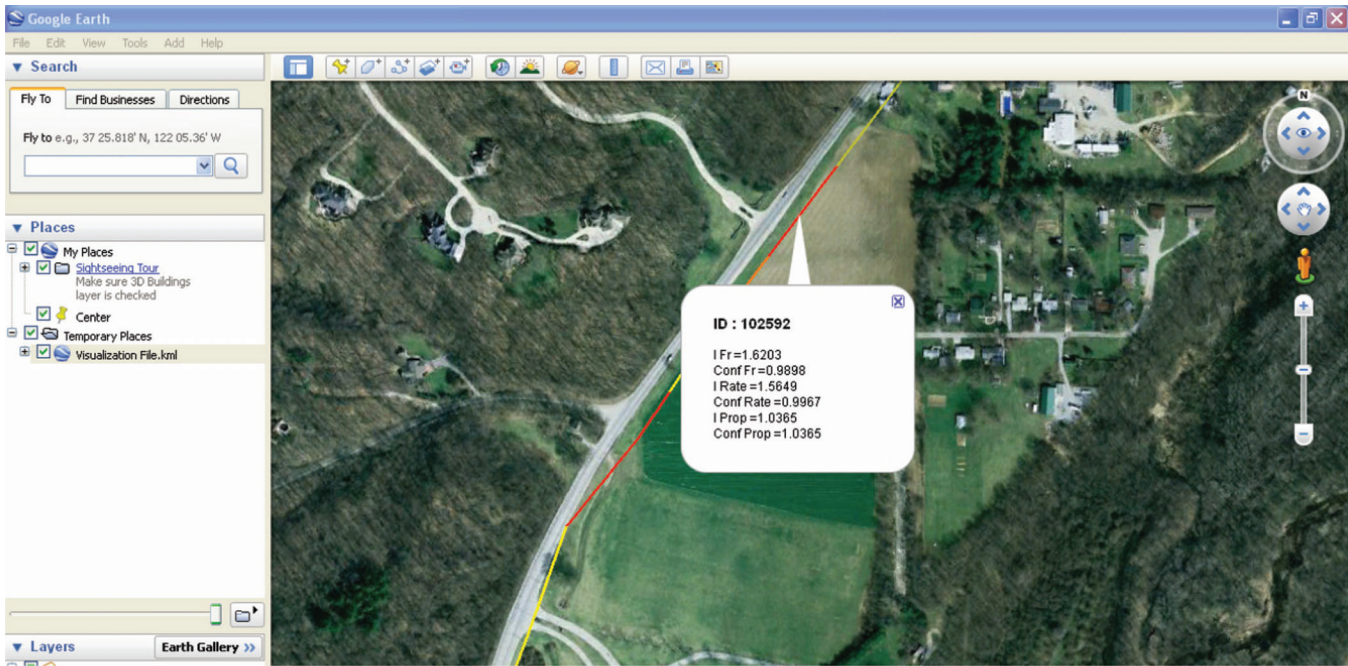 Google Earth
File Edit View Tools Add Help
Search
Fly To Find Businesses Directions
Fly to e.g., 37 25.818' N, 122 05.36' W
Places
My Places
Sightseeing Tour
Make sure 3D Buildings
layer is checked
Center
Temporary Places
Visualization File.kml
Layers Earth Gallery >>
N
ID : 102592
I Fr=1.6203
Conf Fr=0.9898
I Rate =1.5649
Conf Rate =0.9967
I Prop =1.0365
Conf Prop =1.0365